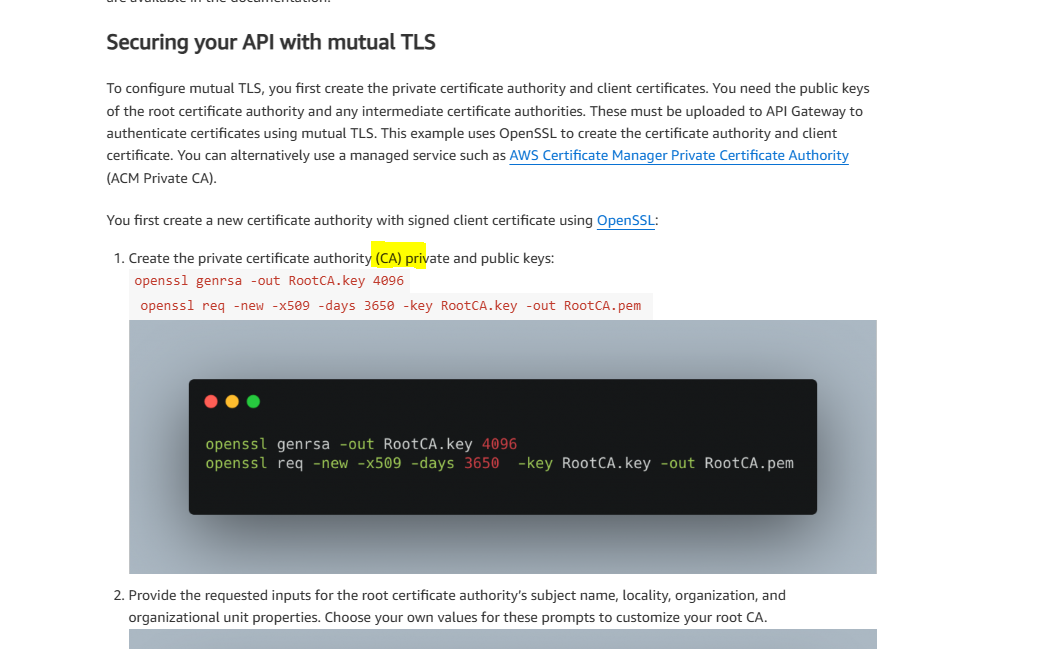 are available in the documentation.
Securing your API with mutual TLS
To configure mutual TLS, you first create the private certificate authority and client certificates. You need the public keys
of the root certificate authority and any intermediate certificate authorities. These must be uploaded to API Gateway to
authenticate certificates using mutual TLS. This example uses OpenSSL to create the certificate authority and client
certificate. You can alternatively use a managed service such as AWS Certificate Manager Private Certificate Authority
(ACM Private CA).
You first create a new certificate authority with signed client certificate using OpenSSL:
1. Create the private certificate authority (CA) private and public keys:
openssl genrsa -out RootCA.key 4096
openssl req -new -x509 -days 3650 -key RootCA.key -out RootCA.pem
openssl genrsa -out RootCA.key 4096
openssl req -new -x509 -days 3650  -key RootCA.key -out RootCA.pem
2. Provide the requested inputs for the root certificate authority’s subject name, locality, organization, and
organizational unit properties. Choose your own values for these prompts to customize your root CA.